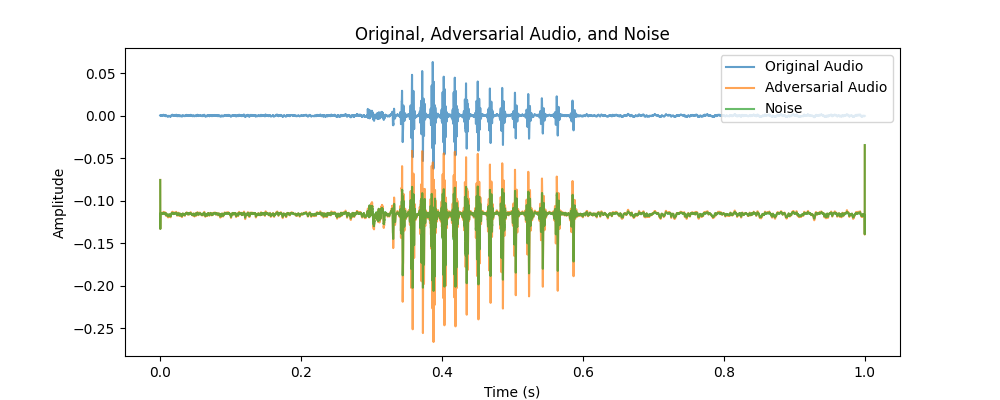 Original, Adversarial Audio, and Noise
Original Audio
Adversarial Audio
Noise
Amplitude
0.05
0.00
−0.05
−0.10
−0.15
−0.20
−0.25
0.0 0.2 0.4 0.6 0.8 1.0
Time (s)